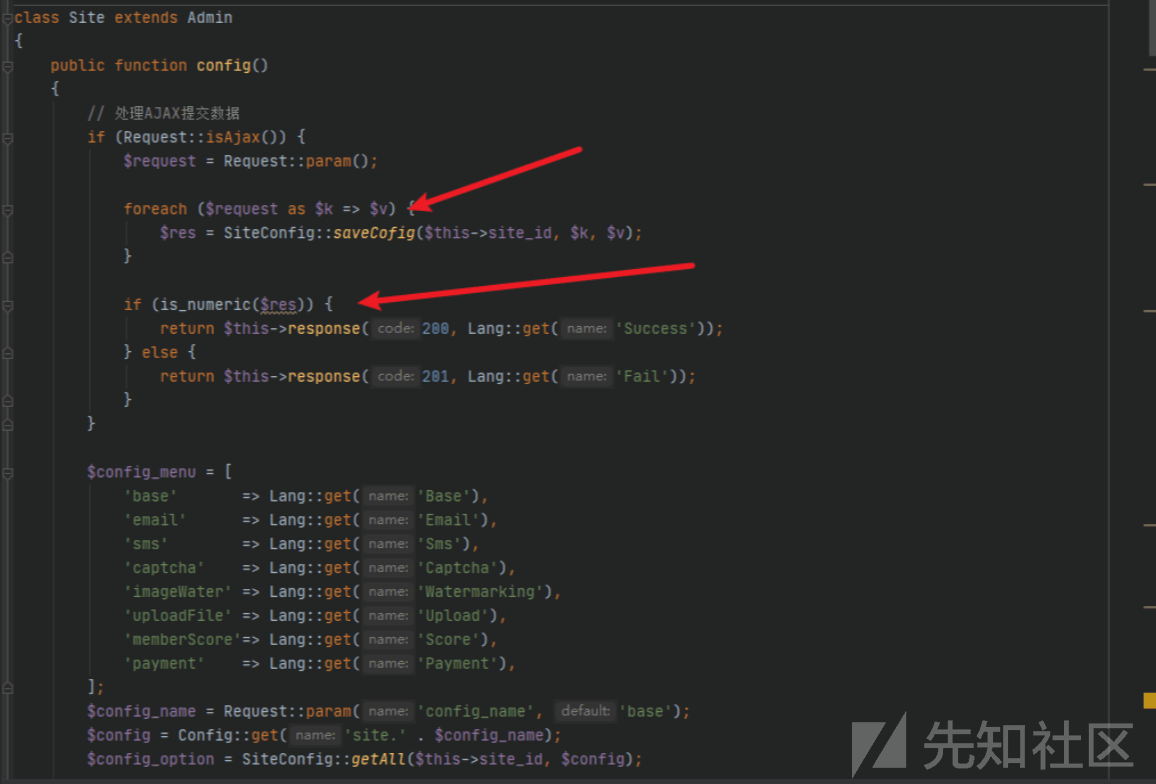 class Site extends Admin
{
    public function config()
    {
        // 处理AJAX提交数据
        if (Request::isAjax()) {
            $request = Request::param();

            foreach ($request as $k => $v) {
                $res = SiteConfig::saveCofig($this->site_id, $k, $v);
            }

            if (is_numeric($res)) {
                return $this->response( code: 200, Lang::get( name: 'Success'));
            } else {
                return $this->response( code: 201, Lang::get( name: 'Fail'));
            }
        }

        $config_menu = [
            'base'       => Lang::get( name: 'Base'),
            'email'      => Lang::get( name: 'Email'),
            'sms'        => Lang::get( name: 'Sms'),
            'captcha'    => Lang::get( name: 'Captcha'),
            'imageWater' => Lang::get( name: 'Watermarking'),
            'uploadFile' => Lang::get( name: 'Upload'),
            'memberScore'=> Lang::get( name: 'Score'),
            'payment'    => Lang::get( name: 'Payment'),
        ];
        $config_name = Request::param( name: 'config_name', default: 'base');
        $config = Config::get( name: 'site.' . $config_name);
        $config_option = SiteConfig::getAll($this->site_id, $config);
先知社区